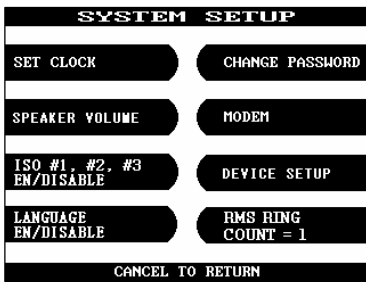 SYSTEM SETUP
SET CLOCK
CHANGE PASSWORD
SPEAKER VOLUME
MODEM
ISO #1, #2, #3
EN/DISABLE
DEVICE SETUP
LANGUAGE
EN/DISABLE
RMS RING
COUNT = 1
CANCEL TO RETURN